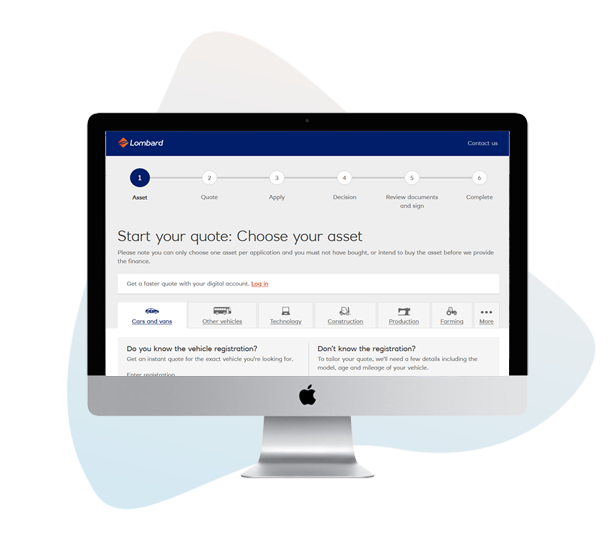 Lombard
Contact us
1 2 3 4 5 6
Asset Quote Apply Decision Review documents and sign Complete
Start your quote: Choose your asset
Please note you can only choose one asset per application and you must not have bought, or intend to buy the asset before we provide
the finance.
Get a faster quote with your digital account. Log in
Cars and vans Other vehicles Technology Construction Production Farming More
Do you know the vehicle registration?
Get an instant quote for the exact vehicle you're looking for.
Enter registration
Don't know the registration?
To tailor your quote, we'll need a few details including the
model, age and mileage of your vehicle.